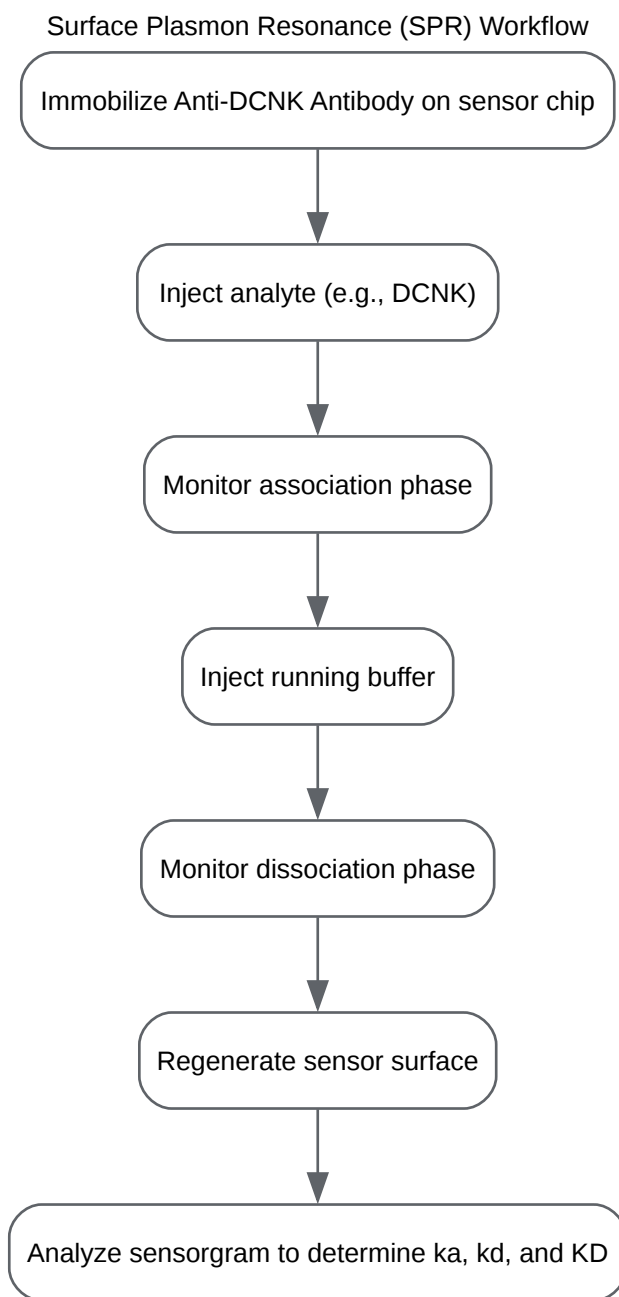 Surface Plasmon Resonance (SPR) Workflow
Immobilize Anti-DCNK Antibody on sensor chip
Inject analyte (e.g., DCNK)
Monitor association phase
Inject running buffer
Monitor dissociation phase
Regenerate sensor surface
Analyze sensorgram to determine ka, kd, and KD